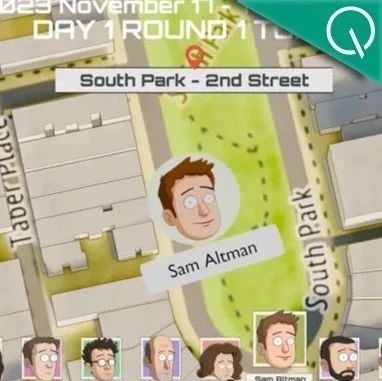 023 November 17 -
DAY 1 ROUND 1 TU
South Park - 2nd Street
Taber Place
Sam Altman
South Park
Sam Altman